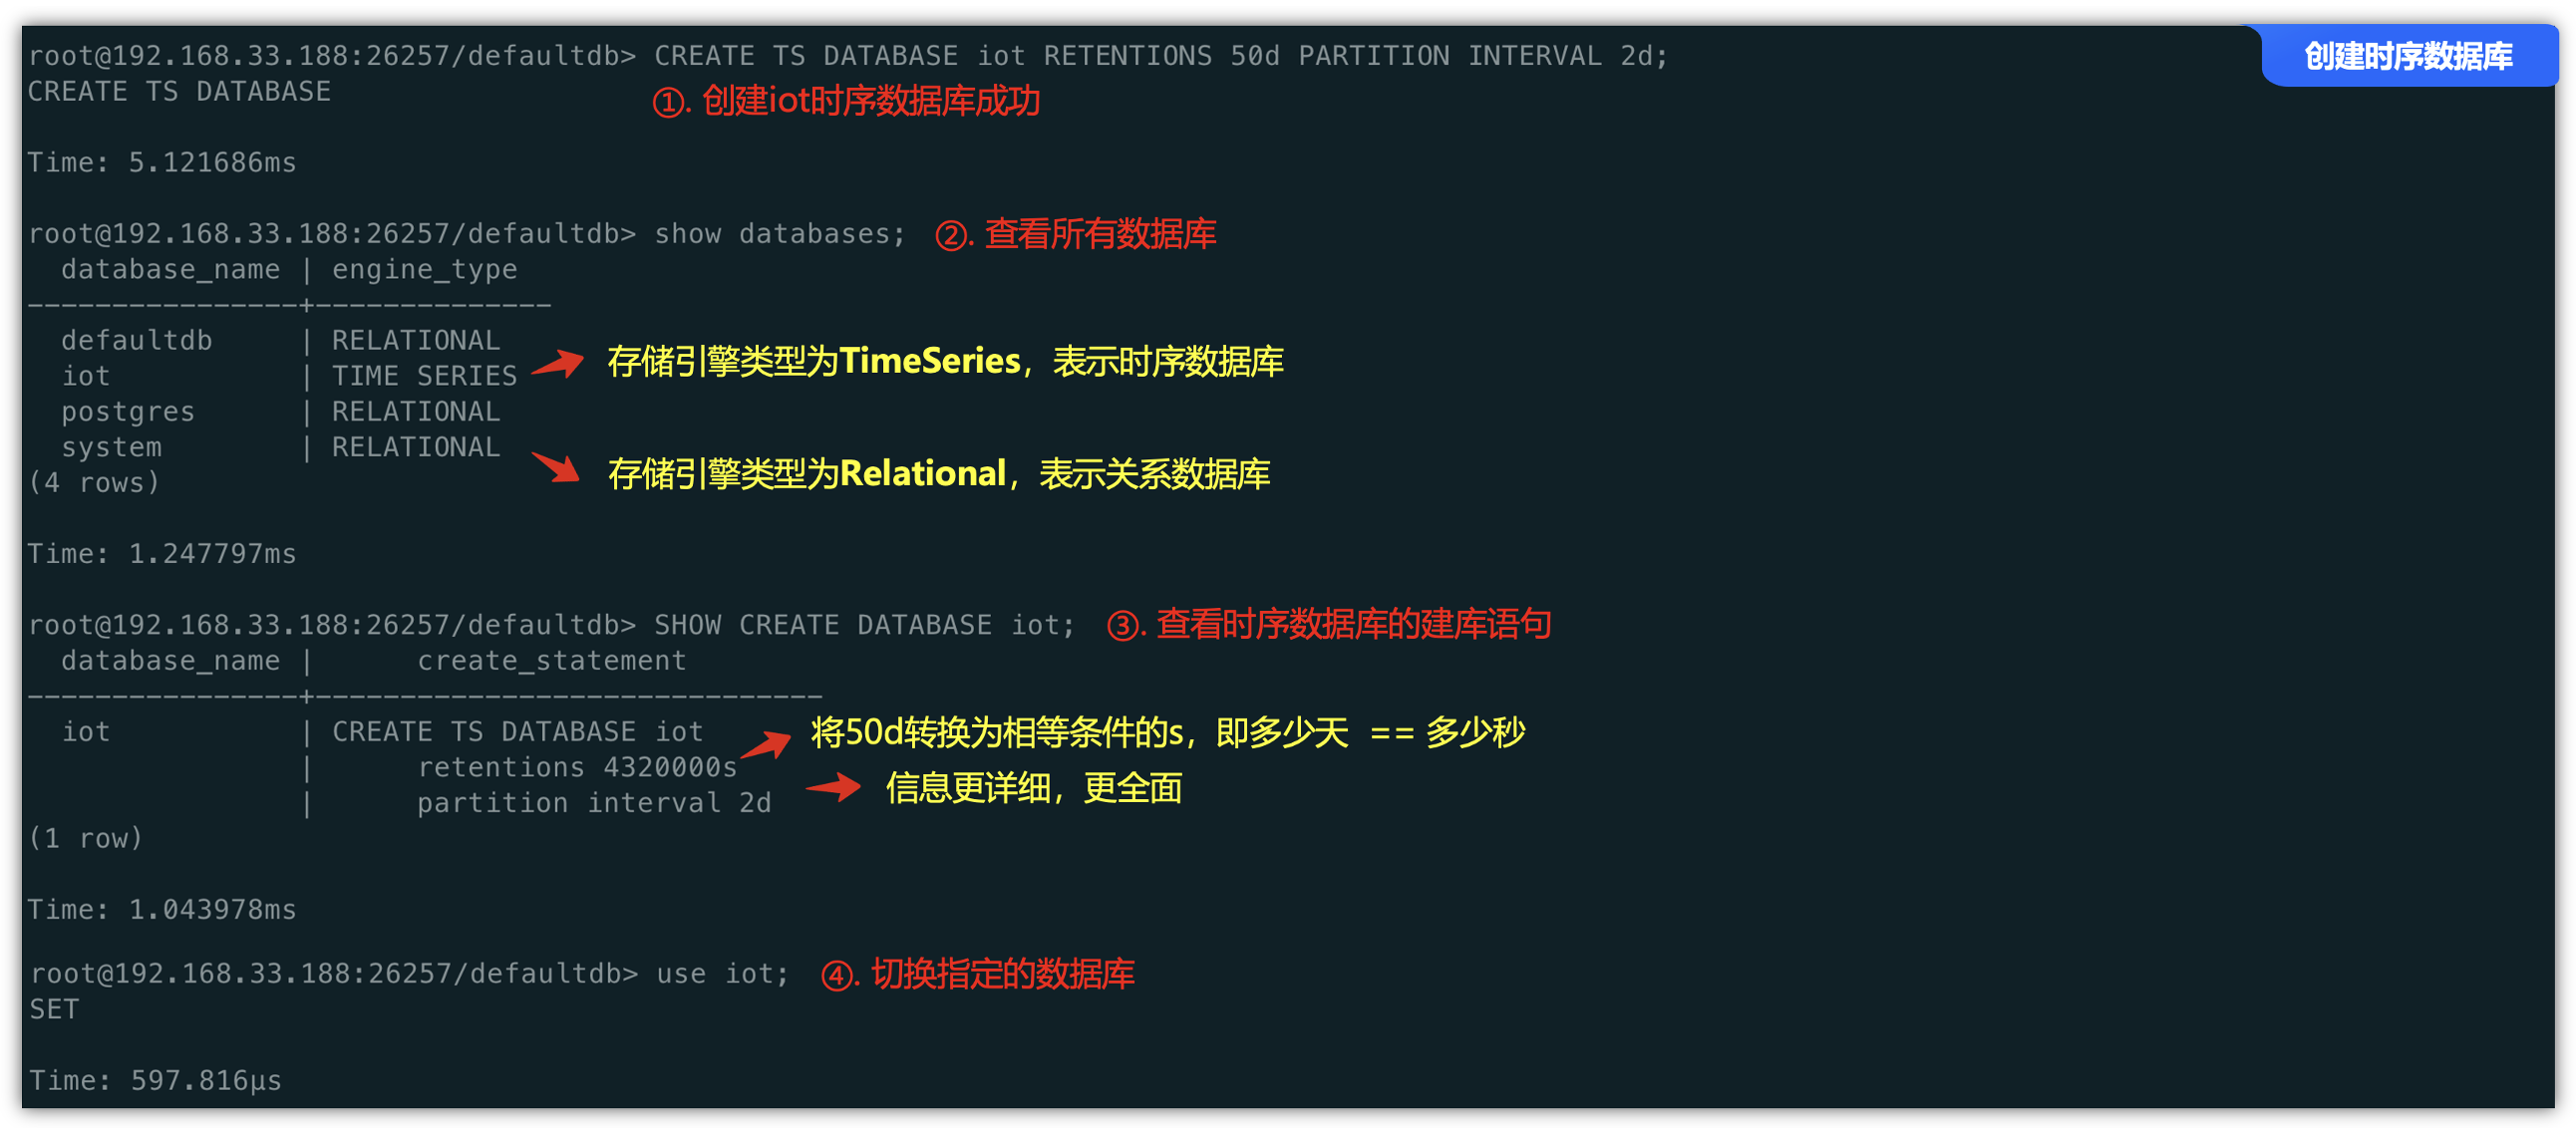 创建时序数据库
root@192.168.33.188:26257/defaultdb> CREATE TS DATABASE iot RETENTIONS 50d PARTITION INTERVAL 2d;
CREATE TS DATABASE
①. 创建iot时序数据库成功
Time: 5.121686ms
root@192.168.33.188:26257/defaultdb> show databases; ②. 查看所有数据库
database_name | engine_type
----------------+--------------
defaultdb | RELATIONAL
存储引擎类型为TimeSeries，表示时序数据库
iot | TIME SERIES
postgres | RELATIONAL
system | RELATIONAL
存储引擎类型为Relational，表示关系数据库
(4 rows)
Time: 1.247797ms
root@192.168.33.188:26257/defaultdb> SHOW CREATE DATABASE iot; ③. 查看时序数据库的建库语句
database_name | create_statement
----------------+------------------------------
iot | CREATE TS DATABASE iot 将50d转换为相等条件的s，即多少天 == 多少秒
| retentions 4320000s
信息更详细，更全面
| partition interval 2d
(1 row)
Time: 1.043978ms
root@192.168.33.188:26257/defaultdb> use iot; ④. 切换指定的数据库
SET
Time: 597.816µs